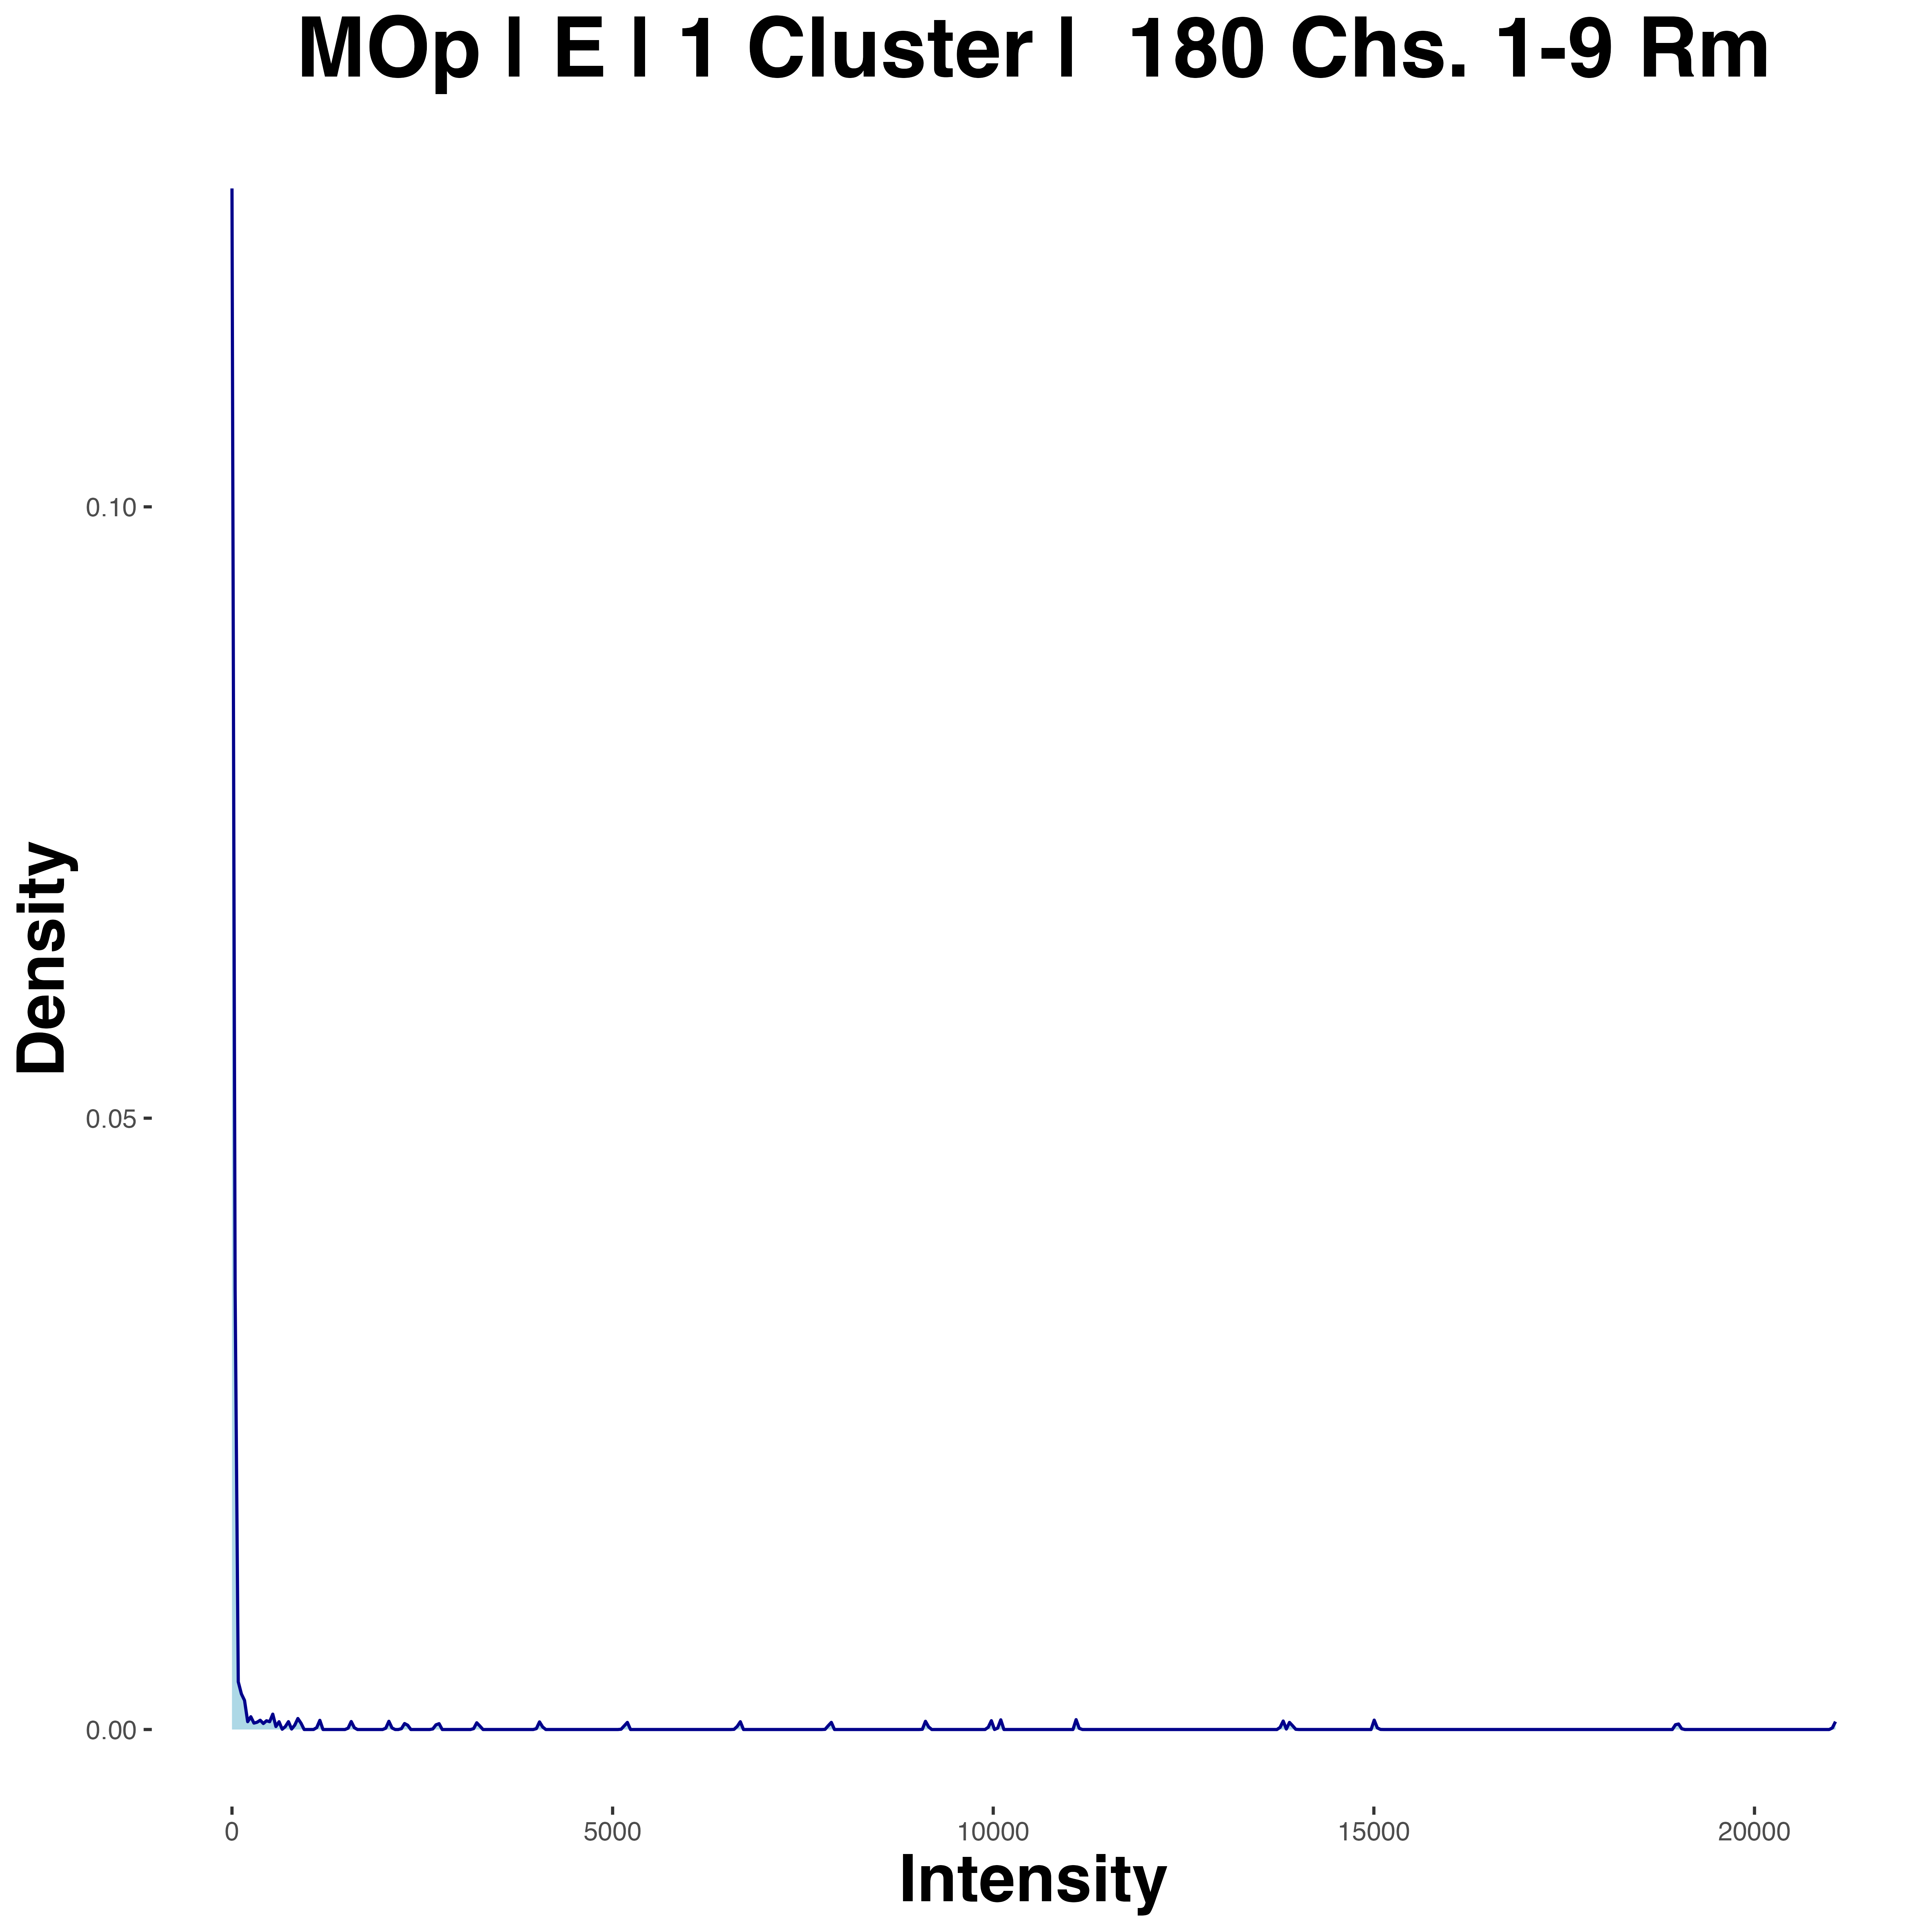 MOp | E | 1 Cluster | 180 Chs. 1-9 Rm
Density
0.10
0.05
0.00
0 5000 10000 15000 20000
Intensity